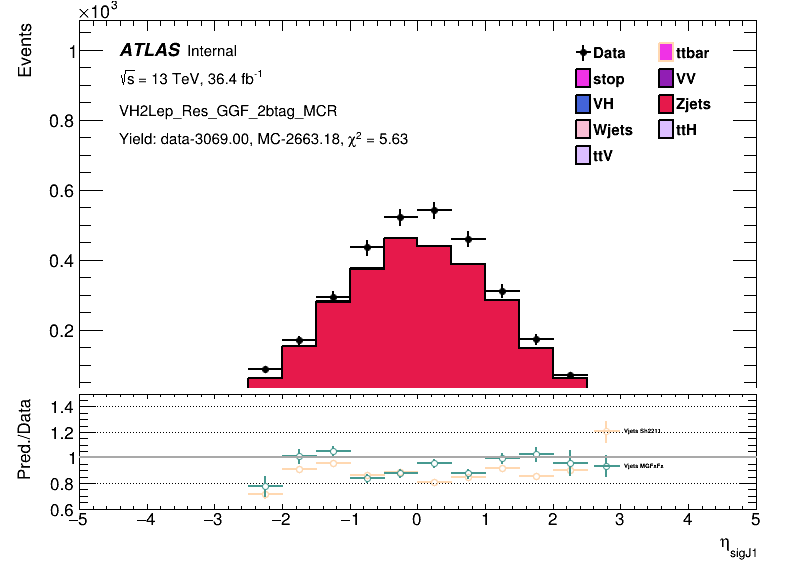 ×10³
Events
1
0.8
0.6
0.4
0.2
ATLAS Internal
√s = 13 TeV, 36.4 fb⁻¹
VH2Lep_Res_GGF_2btag_MCR
Yield: data-3069.00, MC-2663.18, χ² = 5.63
Data
ttbar
stop
VV
VH
Zjets
Wjets
ttH
ttV
Pred./Data
1.4
1.2
1
0.8
0.6
Vjets Sh2211
Vjets MGFxFx
−5 −4 −3 −2 −1 0 1 2 3 4 5
η sigJ1